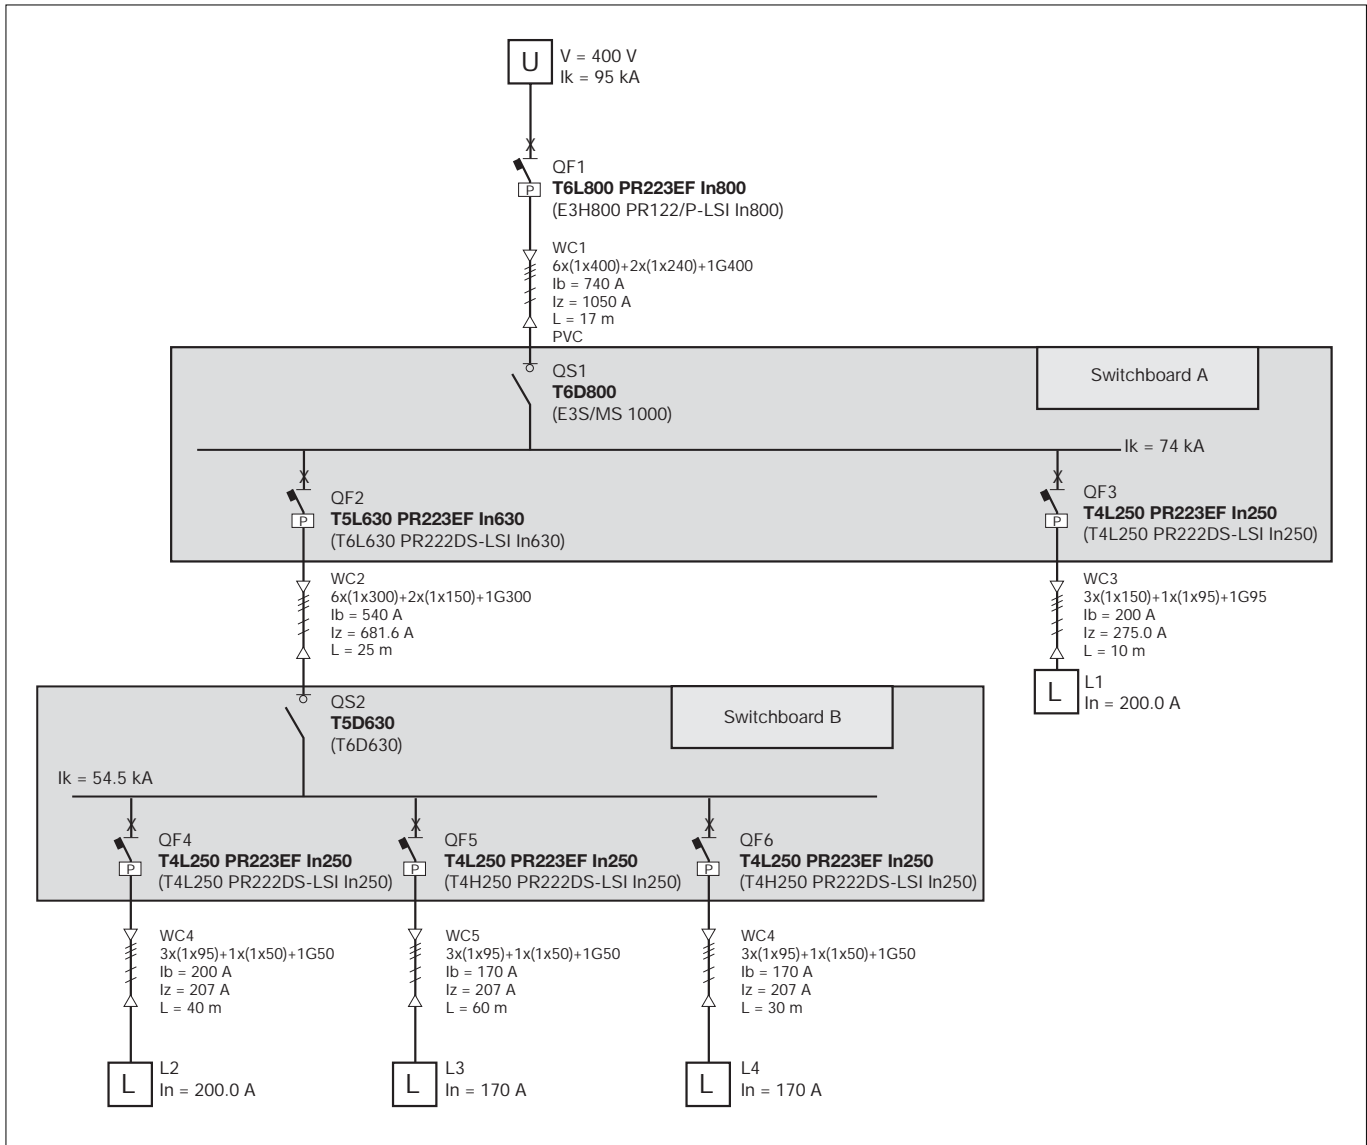 U
V = 400 V
Ik = 95 kA
QF1
P
T6L800 PR223EF In800
(E3H800 PR122/P-LSI In800)
WC1
6x(1x400)+2x(1x240)+1G400
Ib = 740 A
Iz = 1050 A
L = 17 m
PVC
QS1
T6D800
(E3S/MS 1000)
Switchboard A
Ik = 74 kA
QF2
P
T5L630 PR223EF In630
(T6L630 PR222DS-LSI In630)
QF3
P
T4L250 PR223EF In250
(T4L250 PR222DS-LSI In250)
WC2
6x(1x300)+2x(1x150)+1G300
Ib = 540 A
Iz = 681.6 A
L = 25 m
WC3
3x(1x150)+1x(1x95)+1G95
Ib = 200 A
Iz = 275.0 A
L = 10 m
L
L1
In = 200.0 A
QS2
T5D630
(T6D630)
Switchboard B
Ik = 54.5 kA
QF4
P
T4L250 PR223EF In250
(T4L250 PR222DS-LSI In250)
QF5
P
T4L250 PR223EF In250
(T4H250 PR222DS-LSI In250)
QF6
P
T4L250 PR223EF In250
(T4H250 PR222DS-LSI In250)
WC4
3x(1x95)+1x(1x50)+1G50
Ib = 200 A
Iz = 207 A
L = 40 m
WC5
3x(1x95)+1x(1x50)+1G50
Ib = 170 A
Iz = 207 A
L = 60 m
WC4
3x(1x95)+1x(1x50)+1G50
Ib = 170 A
Iz = 207 A
L = 30 m
L
L2
In = 200.0 A
L
L3
In = 170 A
L
L4
In = 170 A